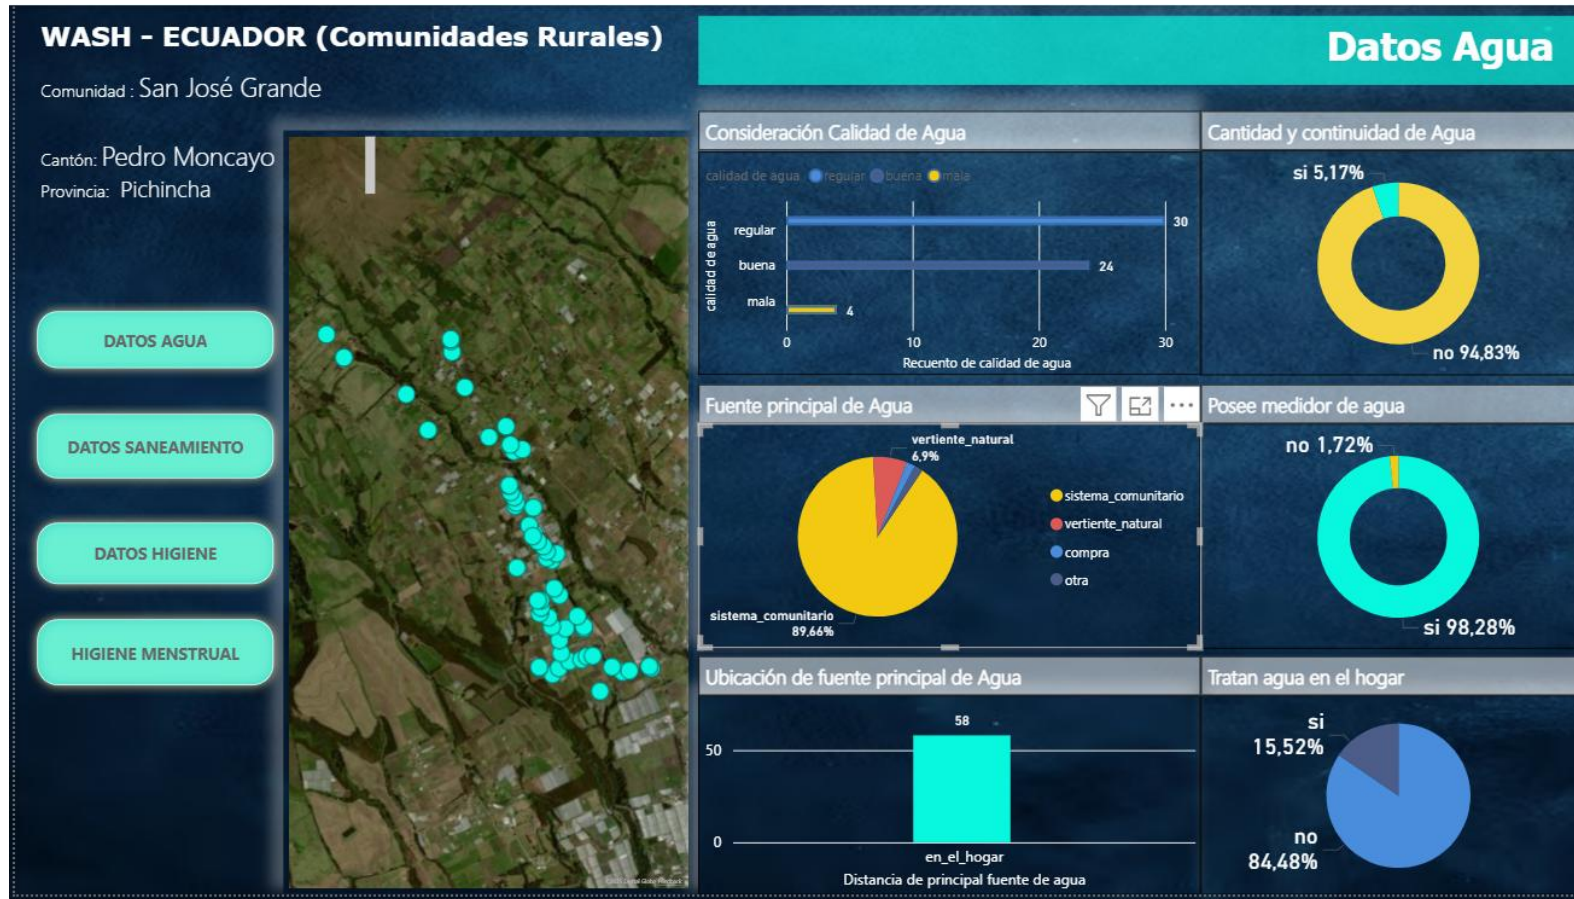 WASH - ECUADOR (Comunidades Rurales)
Comunidad : San José Grande
Cantón: Pedro Moncayo
Provincia: Pichincha
DATOS AGUA
DATOS SANEAMIENTO
DATOS HIGIENE
HIGIENE MENSTRUAL
Datos Agua
Consideración Calidad de Agua
calidad de agua regular buena mala
calidad de agua
regular
30
buena
24
mala
4
0 10 20 30
Recuento de calidad de agua
Cantidad y continuidad de Agua
si 5,17%
no 94,83%
Fuente principal de Agua
vertiente_natural
6,9%
sistema_comunitario
89,66%
sistema_comunitario
vertiente_natural
compra
otra
Posee medidor de agua
no 1,72%
si 98,28%
Ubicación de fuente principal de Agua
58
50
0
en_el_hogar
Distancia de principal fuente de agua
Tratan agua en el hogar
si
15,52%
no
84,48%